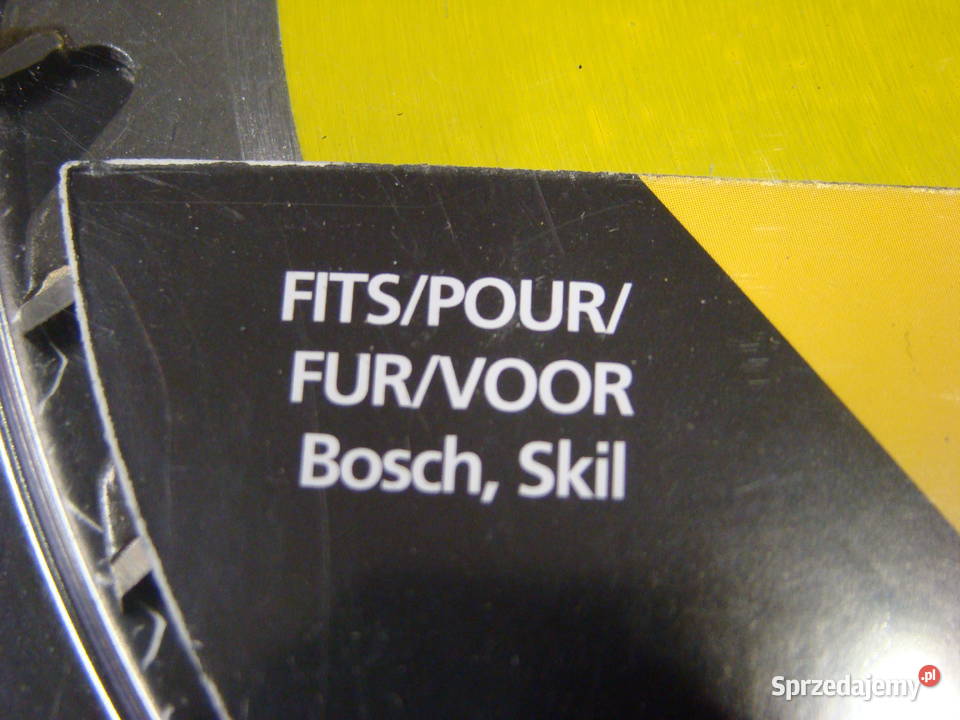 FITS/POUR/
FUR/VOOR
Bosch, Skil
Sprzedajemy.pl